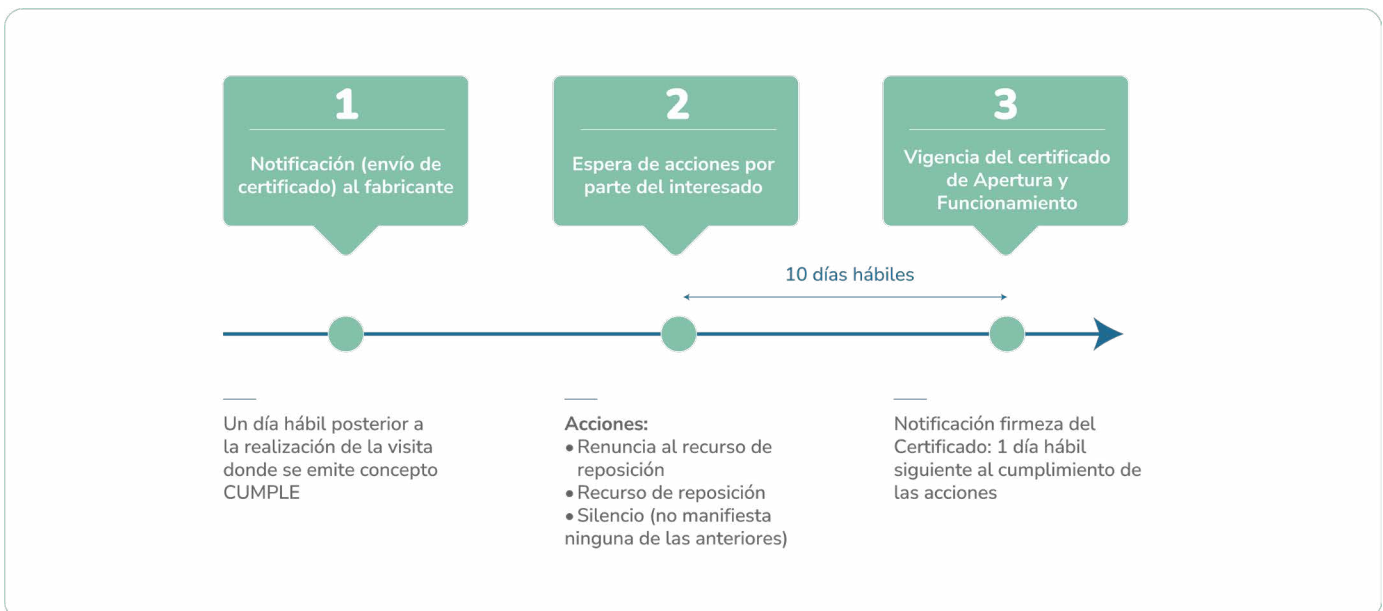 1
Notificación (envío de
certificado) al fabricante
2
Espera de acciones por
parte del interesado
3
Vigencia del certificado
de Apertura y
Funcionamiento
10 días hábiles
Un día hábil posterior a
la realización de la visita
donde se emite concepto
CUMPLE
Acciones:
• Renuncia al recurso de
reposición
• Recurso de reposición
• Silencio (no manifiesta
ninguna de las anteriores)
Notificación firmeza del
Certificado: 1 día hábil
siguiente al cumplimiento de
las acciones